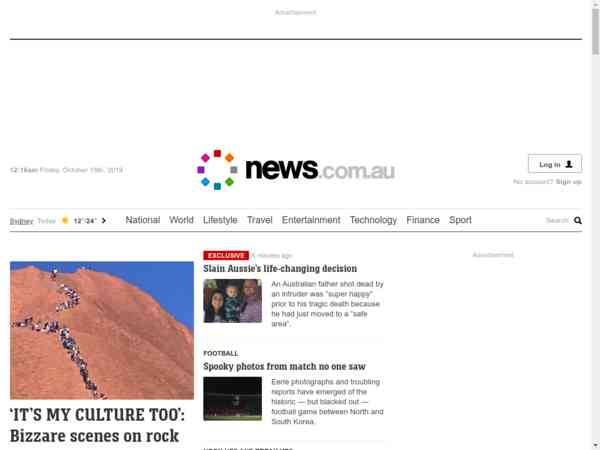 Advertisement
12:16am Friday, October 18th, 2019
news.com.au
Log in
No account? Sign up
Sydney Today 12°/24° National World Lifestyle Travel Entertainment Technology Finance Sport Search
EXCLUSIVE 6 minutes ago
Slain Aussie's life-changing decision
An Australian father shot dead by
an intruder was "super happy"
prior to his tragic death because
he had just moved to a "safe
area".
Advertisement
FOOTBALL
Spooky photos from match no one saw
Eerie photographs and troubling
reports have emerged of the
historic — but blacked out —
football game between North and
South Korea.
'IT'S MY CULTURE TOO':
Bizzare scenes on rock